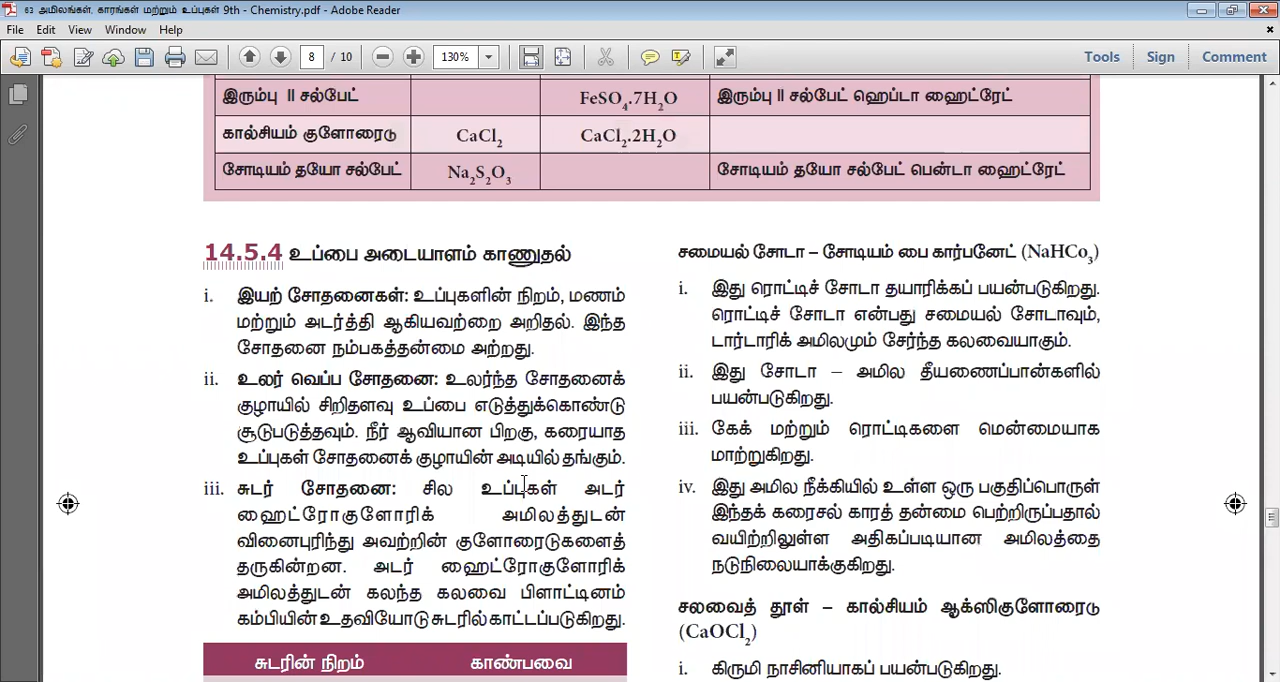 63 அமிலங்கள், காரங்கள் மற்றும் உப்புகள் 9th - Chemistry.pdf - Adobe Reader
File Edit View Window Help
8 / 10 130% Tools Sign Comment
இரும்பு II சல்பேட் FeSO4.7H2O இரும்பு II சல்பேட் ஹெப்டா ஹைட்ரேட்
கால்சியம் குளோரைடு CaCl2 CaCl2.2H2O
சோடியம் தயோ சல்பேட் Na2S2O3 சோடியம் தயோ சல்பேட் பென்டா ஹைட்ரேட்
14.5.4 உப்பை அடையாளம் காணுதல்
i. இயற் சோதனைகள்: உப்புகளின் நிறம், மணம்
மற்றும் அடர்த்தி ஆகியவற்றை அறிதல். இந்த
சோதனை நம்பகத்தன்மை அற்றது.
ii. உலர் வெப்ப சோதனை: உலர்ந்த சோதனைக்
குழாயில் சிறிதளவு உப்பை எடுத்துக்கொண்டு
சூடுபடுத்தவும். நீர் ஆவியான பிறகு, கரையாத
உப்புகள் சோதனைக் குழாயின் அடியில் தங்கும்.
iii. சுடர் சோதனை: சில உப்புகள் அடர்
ஹைட்ரோகுளோரிக் அமிலத்துடன்
வினைபுரிந்து அவற்றின் குளோரைடுகளைத்
தருகின்றன. அடர் ஹைட்ரோகுளோரிக்
அமிலத்துடன் கலந்த கலவை பிளாட்டினம்
கம்பியின் உதவியோடு சுடரில் காட்டப்படுகிறது.
சுடரின் நிறம் காண்பவை
சமையல் சோடா – சோடியம் பை கார்பனேட் (NaHCo3)
i. இது ரொட்டிச் சோடா தயாரிக்கப் பயன்படுகிறது.
ரொட்டிச் சோடா என்பது சமையல் சோடாவும்,
டார்டாரிக் அமிலமும் சேர்ந்த கலவையாகும்.
ii. இது சோடா – அமில தீயணைப்பான்களில்
பயன்படுகிறது.
iii. கேக் மற்றும் ரொட்டிகளை மென்மையாக
மாற்றுகிறது.
iv. இது அமில நீக்கியில் உள்ள ஒரு பகுதிப்பொருள்
இந்தக் கரைசல் காரத் தன்மை பெற்றிருப்பதால்
வயிற்றிலுள்ள அதிகப்படியான அமிலத்தை
நடுநிலையாக்குகிறது.
சலவைத் தூள் – கால்சியம் ஆக்ஸிகுளோரைடு
(CaOCl2)
i. கிருமி நாசினியாகப் பயன்படுகிறது.